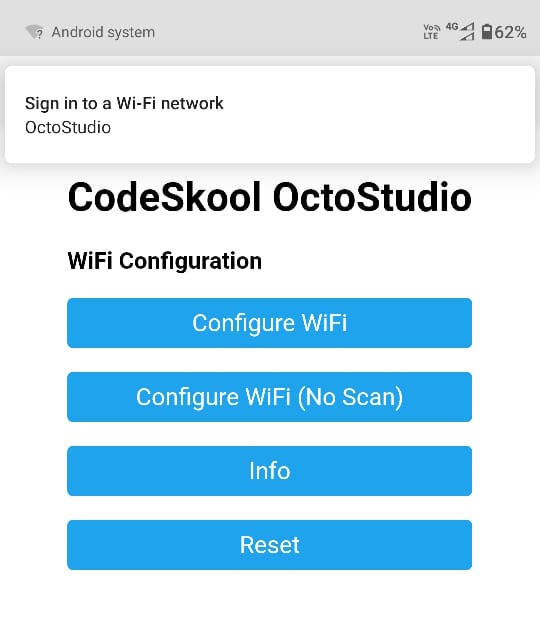 Android system
Vo))
LTE
4G
62%
Sign in to a Wi-Fi network
OctoStudio
CodeSkool OctoStudio
WiFi Configuration
Configure WiFi
Configure WiFi (No Scan)
Info
Reset